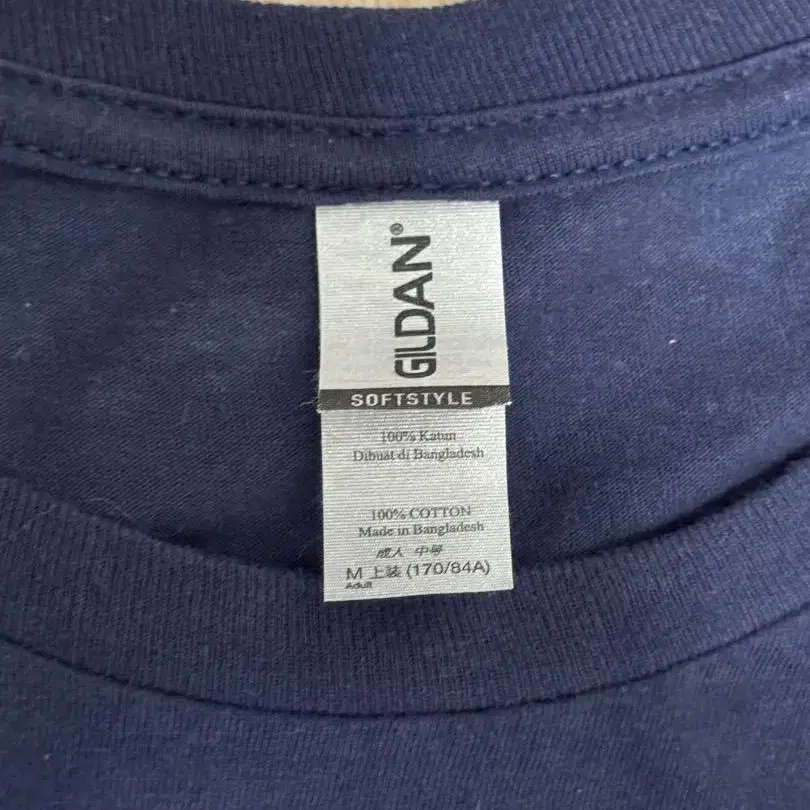 GILDAN®
SOFTSTYLE
100% Katun
Dibuat di Bangladesh
100% COTTON
Made in Bangladesh
成人 中号
M 上装 (170/84A)
Adult